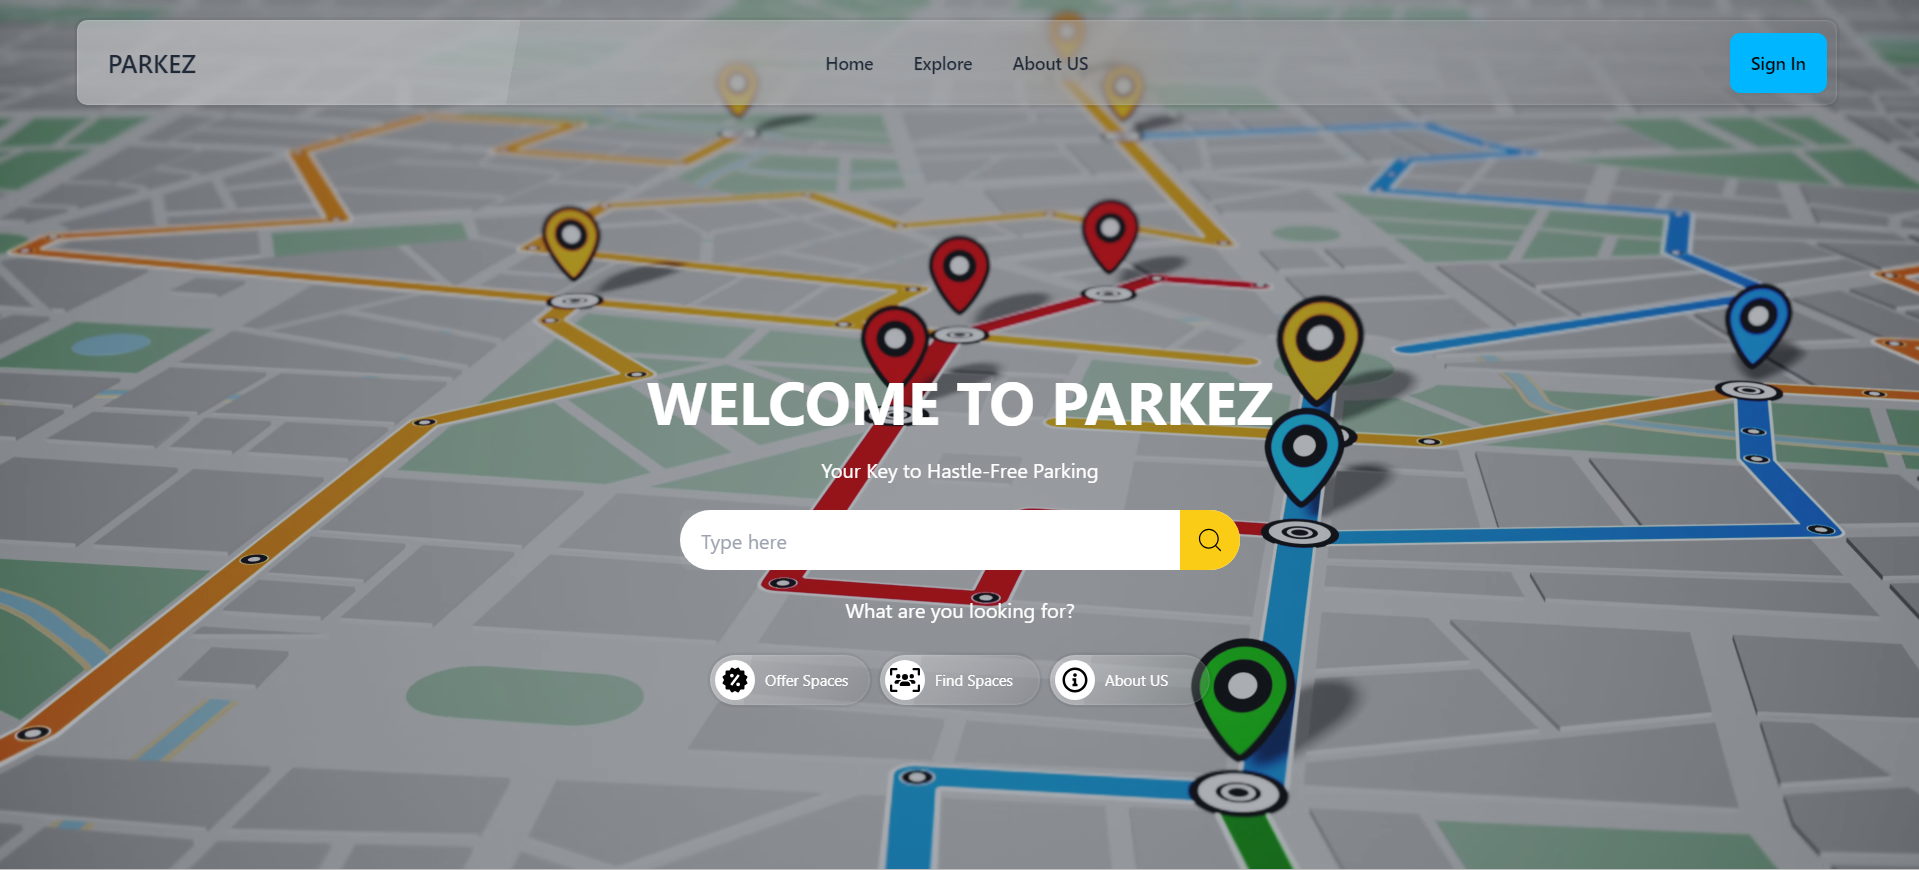 PARKEZ
Home
Explore
About US
Sign In
WELCOME TO PARKEZ
Your Key to Hastle-Free Parking
Type here
What are you looking for?
Offer Spaces
Find Spaces
About US